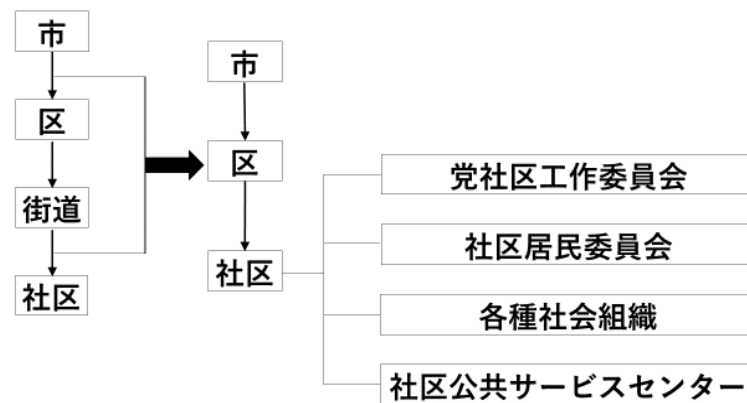 市
区
街道
社区
市
区
社区
党社区工作委員会
社区居民委員会
各種社会組織
社区公共サービスセンター